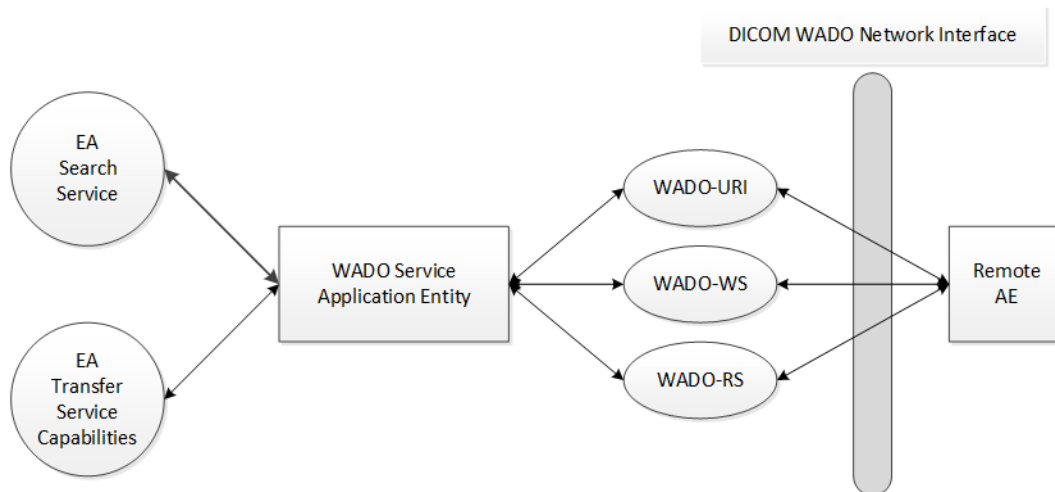 DICOM WADO Network Interface
EA
Search
Service
WADO Service
Application Entity
EA
Transfer
Service
Capabilities
WADO-URI
WADO-WS
WADO-RS
Remote
AE